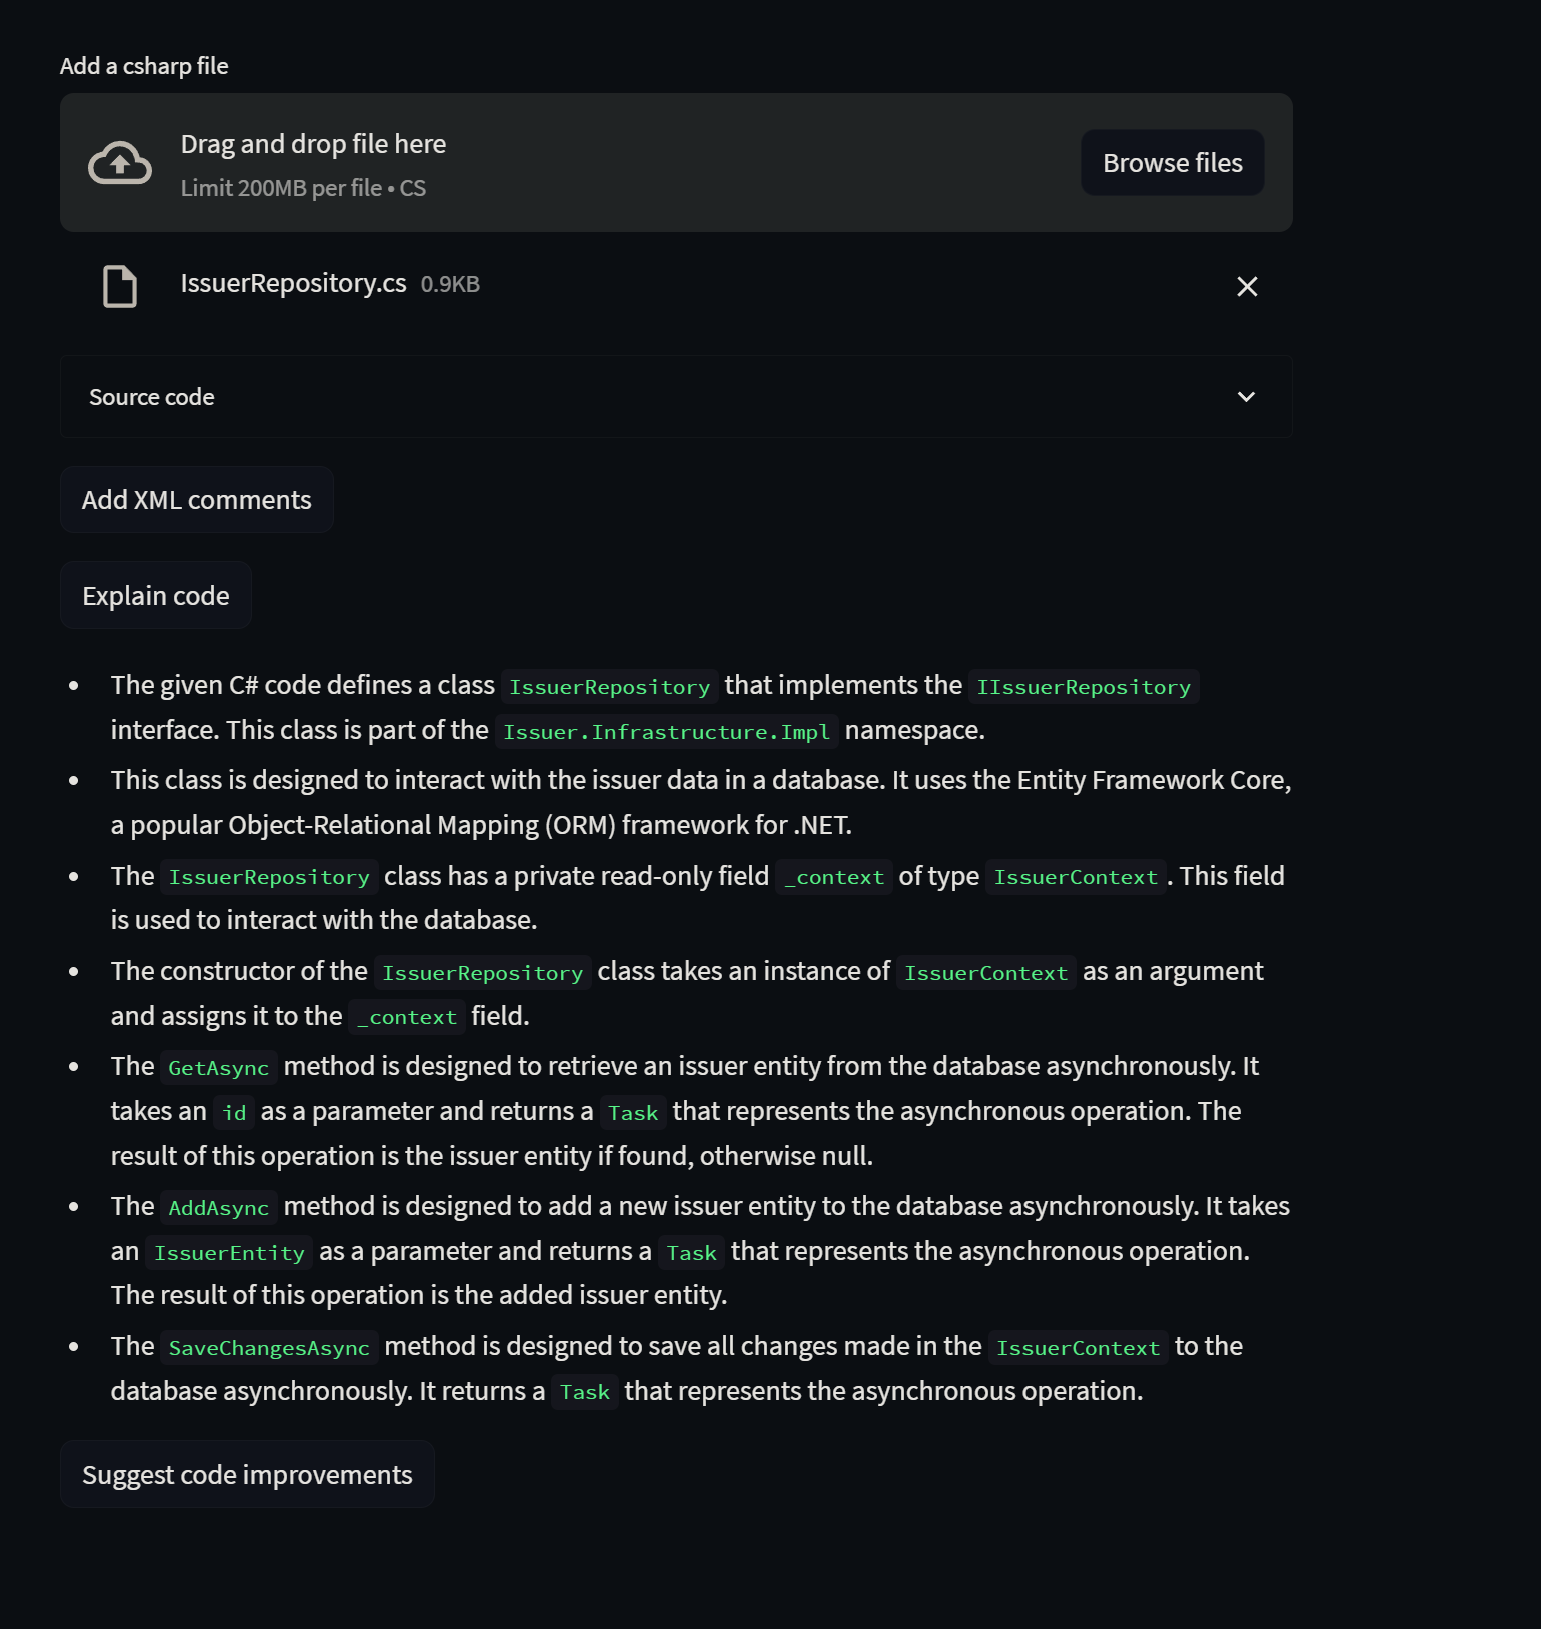 Add a csharp file
Drag and drop file here
Limit 200MB per file • CS
Browse files
IssuerRepository.cs 0.9KB
Source code
Add XML comments
Explain code
• The given C# code defines a class IssuerRepository that implements the IIssuerRepository
interface. This class is part of the Issuer.Infrastructure.Impl namespace.
• This class is designed to interact with the issuer data in a database. It uses the Entity Framework Core,
a popular Object-Relational Mapping (ORM) framework for .NET.
• The IssuerRepository class has a private read-only field _context of type IssuerContext. This field
is used to interact with the database.
• The constructor of the IssuerRepository class takes an instance of IssuerContext as an argument
and assigns it to the _context field.
• The GetAsync method is designed to retrieve an issuer entity from the database asynchronously. It
takes an id as a parameter and returns a Task that represents the asynchronous operation. The
result of this operation is the issuer entity if found, otherwise null.
• The AddAsync method is designed to add a new issuer entity to the database asynchronously. It takes
an IssuerEntity as a parameter and returns a Task that represents the asynchronous operation.
The result of this operation is the added issuer entity.
• The SaveChangesAsync method is designed to save all changes made in the IssuerContext to the
database asynchronously. It returns a Task that represents the asynchronous operation.
Suggest code improvements